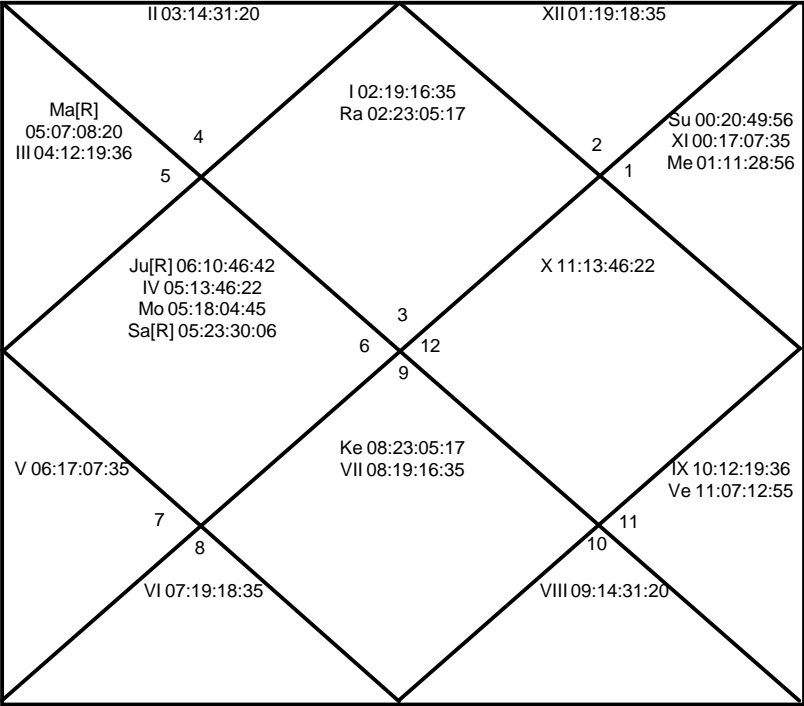 II 03:14:31:20
XII 01:19:18:35
I 02:19:16:35
Ra 02:23:05:17
Ma[R]
05:07:08:20
III 04:12:19:36
4
5
2
1
Su 00:20:49:56
XI 00:17:07:35
Me 01:11:28:56
Ju[R] 06:10:46:42
IV 05:13:46:22
Mo 05:18:04:45
Sa[R] 05:23:30:06
X 11:13:46:22
3
6
12
9
Ke 08:23:05:17
VII 08:19:16:35
V 06:17:07:35
IX 10:12:19:36
Ve 11:07:12:55
7
8
11
10
VI 07:19:18:35
VIII 09:14:31:20